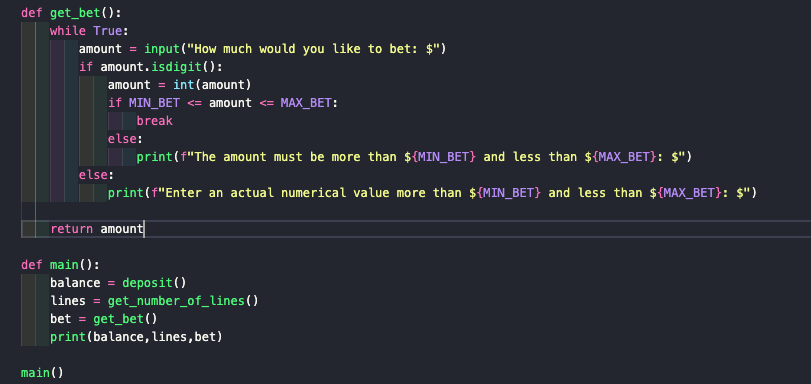 def get_bet():
    while True:
        amount = input("How much would you like to bet: $")
        if amount.isdigit():
            amount = int(amount)
            if MIN_BET <= amount <= MAX_BET:
                break
            else:
                print(f"The amount must be more than ${MIN_BET} and less than ${MAX_BET}: $")
        else:
            print(f"Enter an actual numerical value more than ${MIN_BET} and less than ${MAX_BET}: $")
    return amount
def main():
    balance = deposit()
    lines = get_number_of_lines()
    bet = get_bet()
    print(balance,lines,bet)
main()